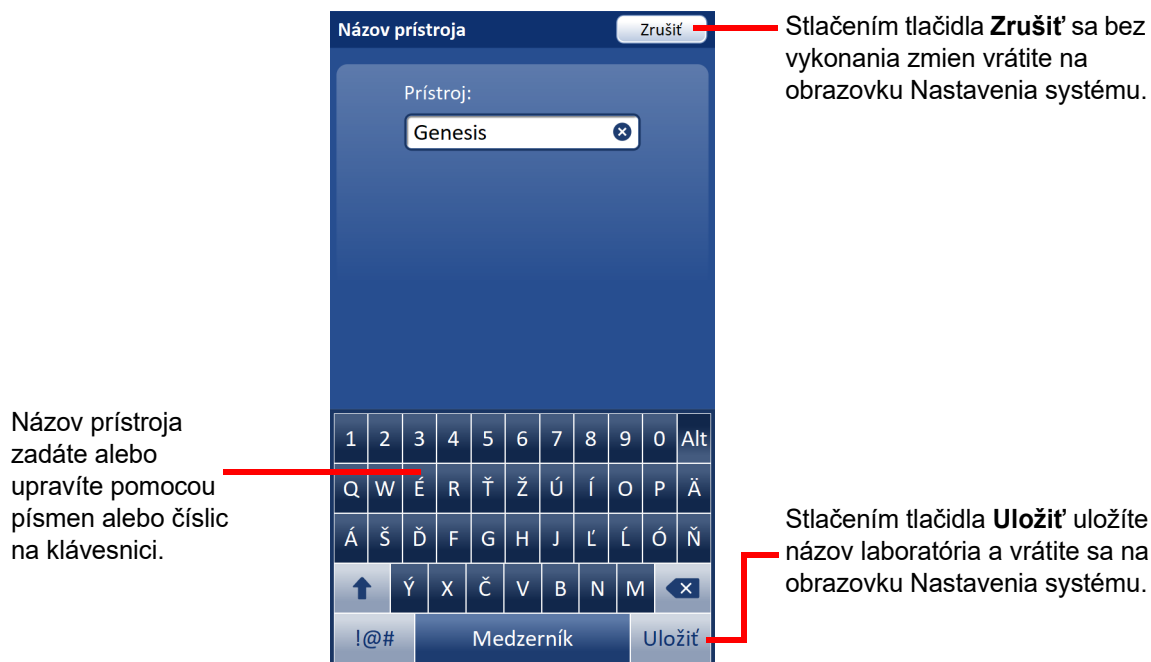 Názov prístroja
Zrušiť
Stlačením tlačidla Zrušiť sa bez
vykonania zmien vrátite na
obrazovku Nastavenia systému.
Prístroj:
Genesis
Názov prístroja
zadáte alebo
upravíte pomocou
písmen alebo číslic
na klávesnici.
1 2 3 4 5 6 7 8 9 0 Alt
Q W É R Ť Ž Ú Í O P Ä
Á Š Ď F G H J Ľ Ĺ Ó Ň
Ý X Č V B N M
!@# Medzerník Uložiť
Stlačením tlačidla Uložiť uložíte
názov laboratória a vrátite sa na
obrazovku Nastavenia systému.